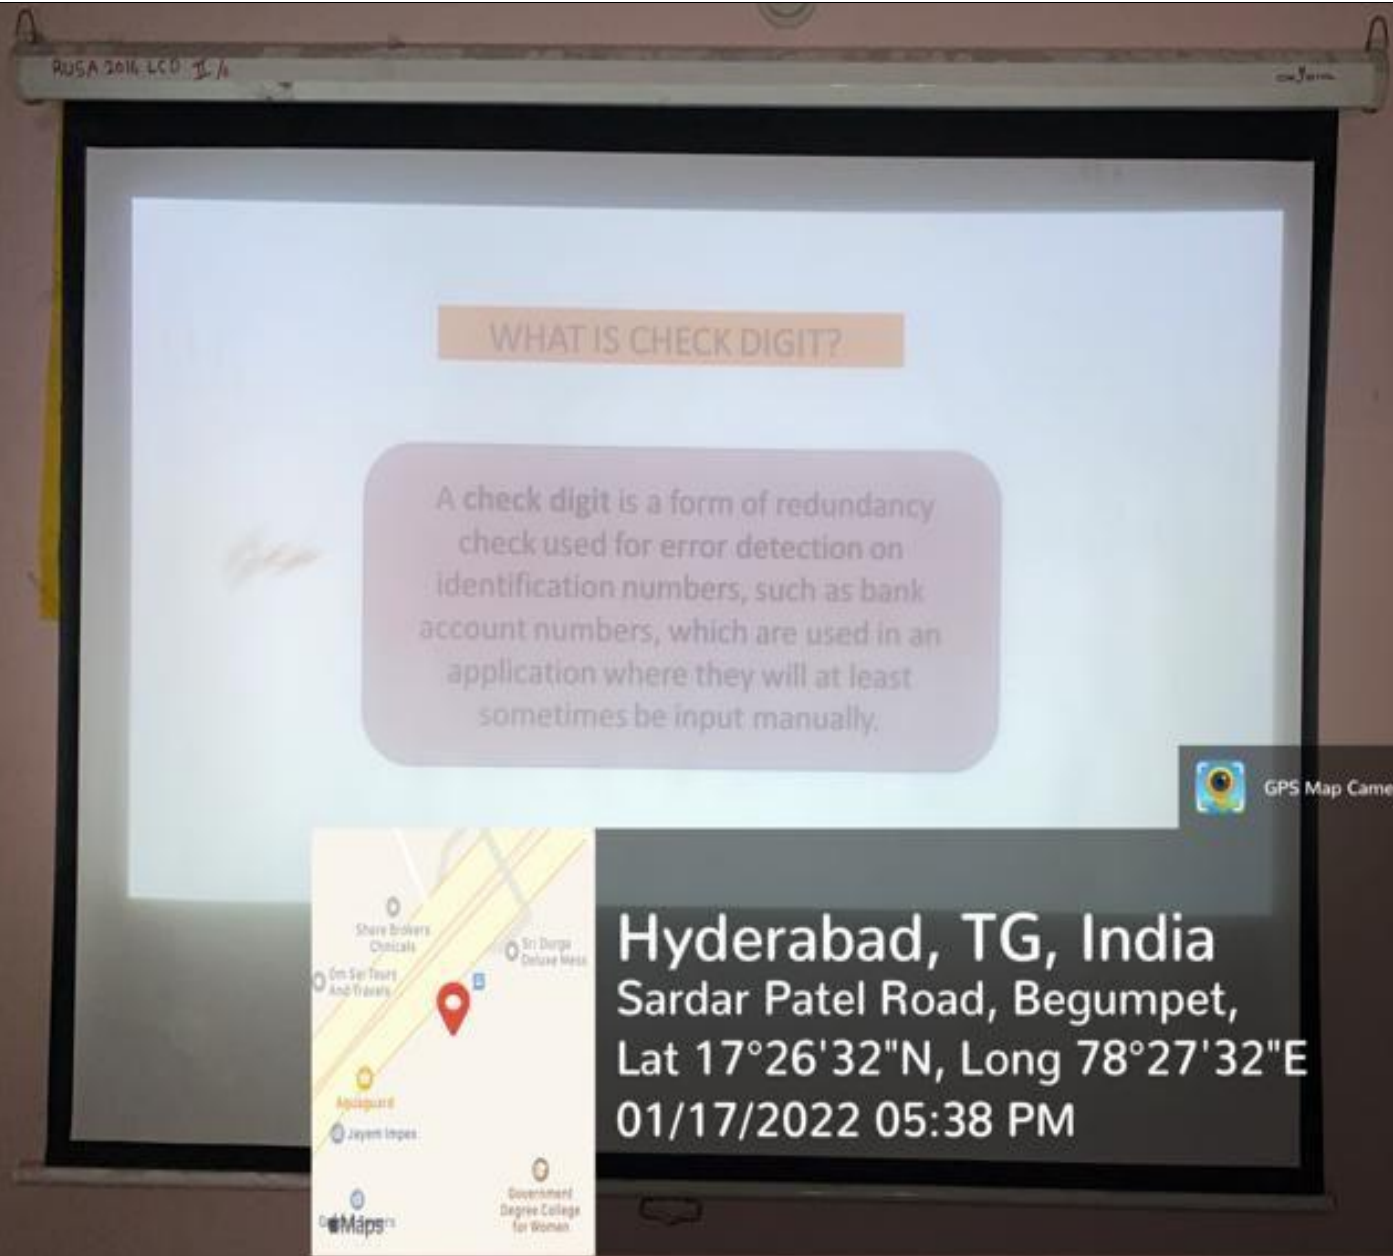 RUSA 2016 LCD II/
WHAT IS CHECK DIGIT?
A check digit is a form of redundancy
check used for error detection on
identification numbers, such as bank
account numbers, which are used in an
application where they will at least
sometimes be input manually.
GPS Map Came
Share Brokers
Clinicals
Sri Durga
Deluxe Mess
Om Sai Tours
And Travels
Aquaguard
Jayem Impex
Government
Degree College
for Women
Maps
Hyderabad, TG, India
Sardar Patel Road, Begumpet,
Lat 17°26'32"N, Long 78°27'32"E
01/17/2022 05:38 PM